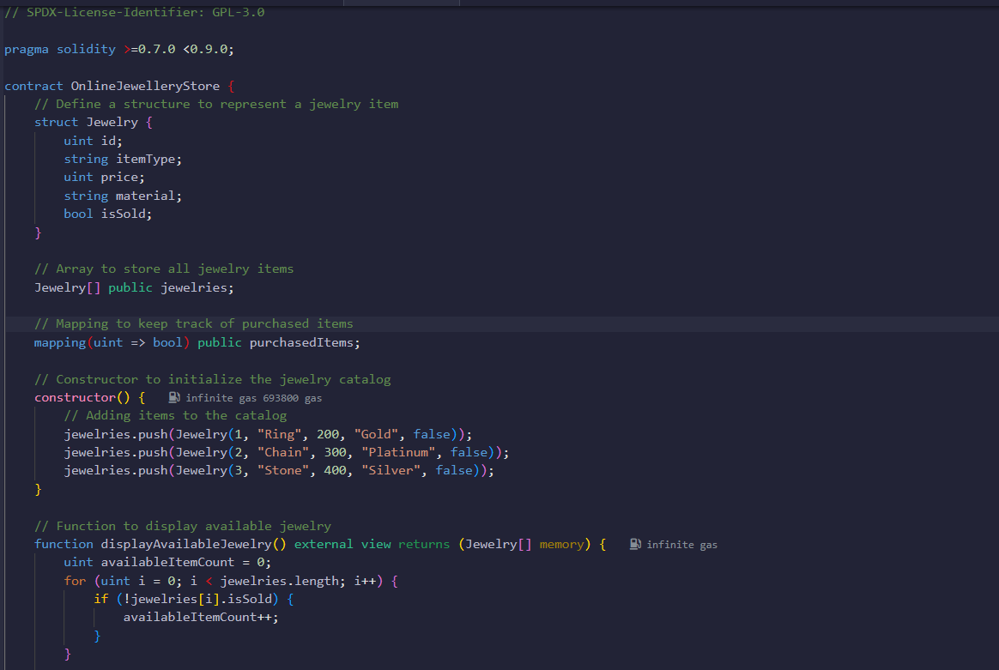 // SPDX-License-Identifier: GPL-3.0
pragma solidity >=0.7.0 <0.9.0;
contract OnlineJewelleryStore {
// Define a structure to represent a jewelry item
struct Jewelry {
uint id;
string itemType;
uint price;
string material;
bool isSold;
}
// Array to store all jewelry items
Jewelry[] public jewelries;
// Mapping to keep track of purchased items
mapping(uint => bool) public purchasedItems;
// Constructor to initialize the jewelry catalog
constructor() { infinite gas 693800 gas
// Adding items to the catalog
jewelries.push(Jewelry(1, "Ring", 200, "Gold", false));
jewelries.push(Jewelry(2, "Chain", 300, "Platinum", false));
jewelries.push(Jewelry(3, "Stone", 400, "Silver", false));
}
// Function to display available jewelry
function displayAvailableJewelry() external view returns (Jewelry[] memory) { infinite gas
uint availableItemCount = 0;
for (uint i = 0; i < jewelries.length; i++) {
if (!jewelries[i].isSold) {
availableItemCount++;
}
}